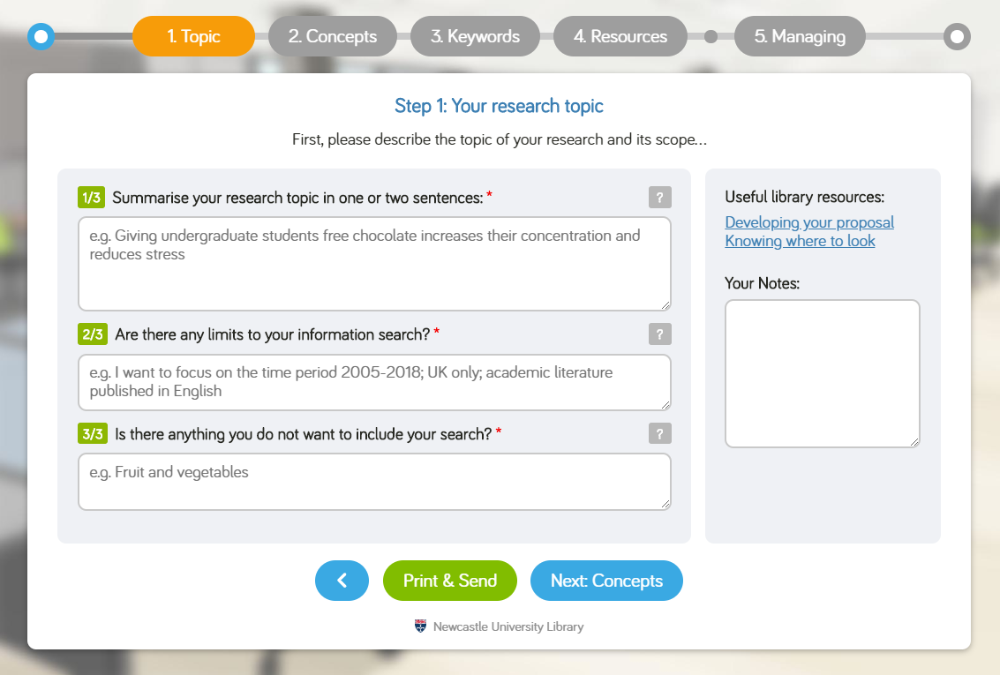 1. Topic
2. Concepts
3. Keywords
4. Resources
5. Managing
Step 1: Your research topic
First, please describe the topic of your research and its scope...
1/3 Summarise your research topic in one or two sentences: *
?
e.g. Giving undergraduate students free chocolate increases their concentration and
reduces stress
2/3 Are there any limits to your information search? *
?
e.g. I want to focus on the time period 2005-2018; UK only; academic literature
published in English
3/3 Is there anything you do not want to include your search? *
?
e.g. Fruit and vegetables
Useful library resources:
Developing your proposal
Knowing where to look
Your Notes:
Print & Send
Next: Concepts
Newcastle University Library